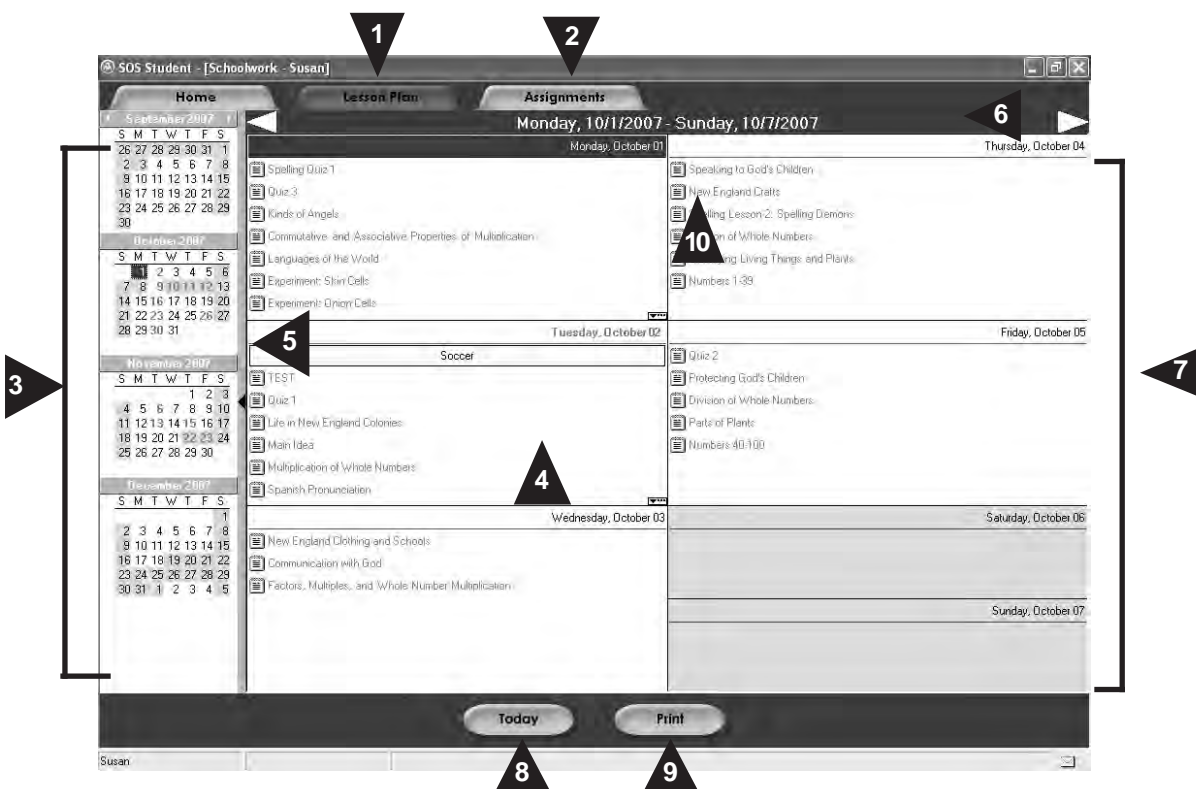 1
2
SOS Student - [Schoolwork - Susan]
Home
Lesson Plan
Assignments
6
Monday, 10/1/2007 - Sunday, 10/7/2007
3
September 2007
S M T W T F S
26 27 28 29 30 31 1
2 3 4 5 6 7 8
9 10 11 12 13 14 15
16 17 18 19 20 21 22
23 24 25 26 27 28 29
30
October 2007
S M T W T F S
1 2 3 4 5 6
7 8 9 10 11 12 13
14 15 16 17 18 19 20
21 22 23 24 25 26 27
28 29 30 31
November 2007
S M T W T F S
1 2 3
4 5 6 7 8 9 10
11 12 13 14 15 16 17
18 19 20 21 22 23 24
25 26 27 28 29 30
December 2007
S M T W T F S
1
2 3 4 5 6 7 8
9 10 11 12 13 14 15
16 17 18 19 20 21 22
23 24 25 26 27 28 29
30 31 1 2 3 4 5
Monday, October 01
Spelling Quiz 1
Quiz 3
Kinds of Angels
Commutative and Associative Properties of Multiplication
Languages of the World
Experiment: Skin Cells
Experiment: Onion Cells
5
Tuesday, October 02
Soccer
TEST
Quiz 1
Life in New England Colonies
Main Idea
Multiplication of Whole Numbers
Spanish Pronunciation
4
Wednesday, October 03
New England Clothing and Schools
Communication with God
Factors, Multiples, and Whole Number Multiplication
Thursday, October 04
Speaking to God's Children
New England Crafts
Lesson 2: Spelling Demons
10
of Whole Numbers
Living Things and Plants
Numbers 1-39
Friday, October 05
Quiz 2
Protecting God's Children
Division of Whole Numbers
Parts of Plants
Numbers 40-100
Saturday, October 06
Sunday, October 07
7
Today
Print
Susan
8
9